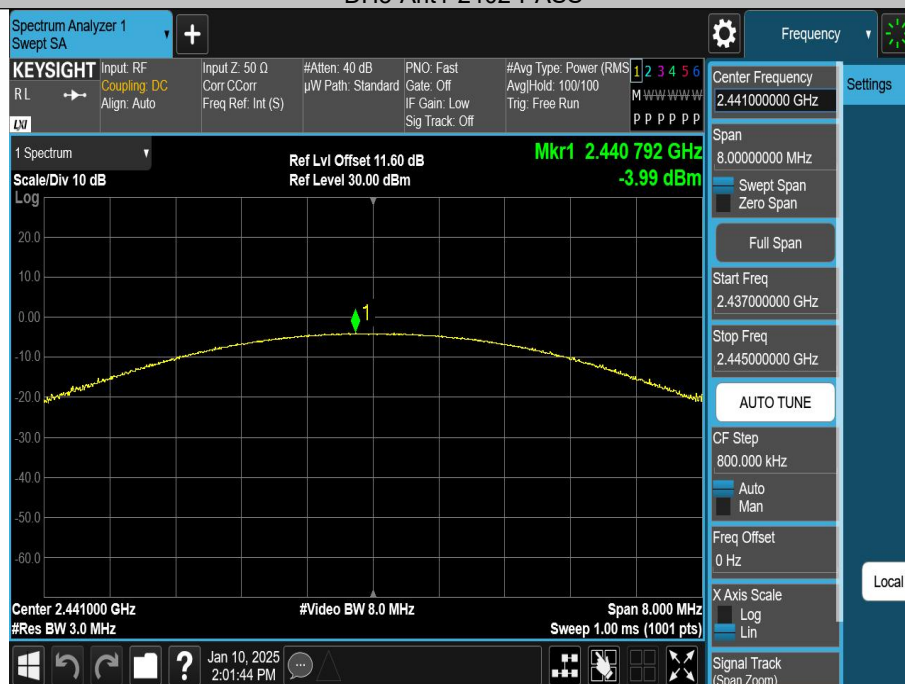 Spectrum Analyzer 1
Swept SA
Frequency
KEYSIGHT
RL
LXI
Input: RF
Coupling: DC
Align: Auto
Input Z: 50 Ω
Corr CCorr
Freq Ref: Int (S)
#Atten: 40 dB
µW Path: Standard
PNO: Fast
Gate: Off
IF Gain: Low
Sig Track: Off
#Avg Type: Power (RMS
Avg|Hold: 100/100
Trig: Free Run
1 2 3 4 5 6
M W W W W W
P P P P P P
Center Frequency
2.441000000 GHz
Settings
1 Spectrum
Scale/Div 10 dB
Log
Ref Lvl Offset 11.60 dB
Ref Level 30.00 dBm
Mkr1 2.440 792 GHz
-3.99 dBm
Span
8.00000000 MHz
Swept Span
Zero Span
Full Span
Start Freq
2.437000000 GHz
Stop Freq
2.445000000 GHz
AUTO TUNE
CF Step
800.000 kHz
Auto
Man
Freq Offset
0 Hz
X Axis Scale
Log
Lin
Signal Track
(Span Zoom)
Local
20.0
10.0
0.00
-10.0
-20.0
-30.0
-40.0
-50.0
-60.0
1
Center 2.441000 GHz
#Res BW 3.0 MHz
#Video BW 8.0 MHz
Span 8.000 MHz
Sweep 1.00 ms (1001 pts)
?
Jan 10, 2025
2:01:44 PM